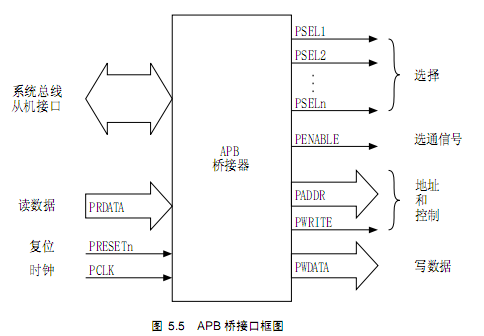 PSEL1
PSEL2
PSELn
选择
系统总线
从机接口
APB
桥接器
PENABLE
选通信号
读数据
PRDATA
PADDR
地址
和
控制
PWRITE
复位
PRESETn
时钟
PCLK
PWDATA
写数据
图 5.5 APB 桥接口框图